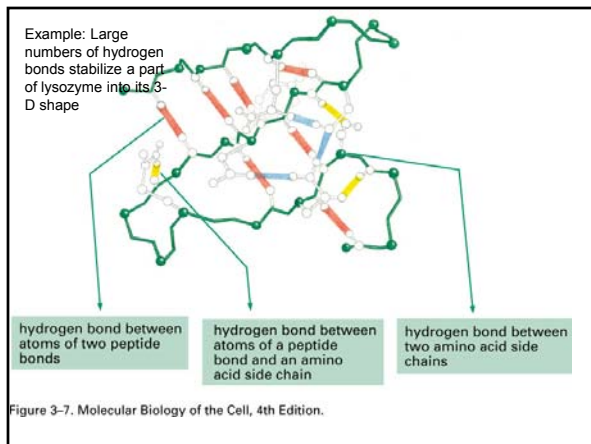 Example: Large
numbers of hydrogen
bonds stabilize a part
of lysozyme into its 3-
D shape
hydrogen bond between
atoms of two peptide
bonds
hydrogen bond between
atoms of a peptide
bond and an amino
acid side chain
hydrogen bond between
two amino acid side
chains
Figure 3–7. Molecular Biology of the Cell, 4th Edition.